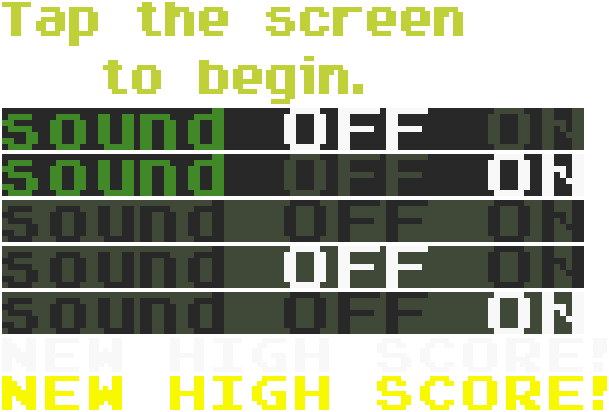 Tap the screen
to begin.
sound OFF ON
sound OFF ON
sound OFF ON
sound OFF ON
sound OFF ON
NEW HIGH SCORE!
NEW HIGH SCORE!